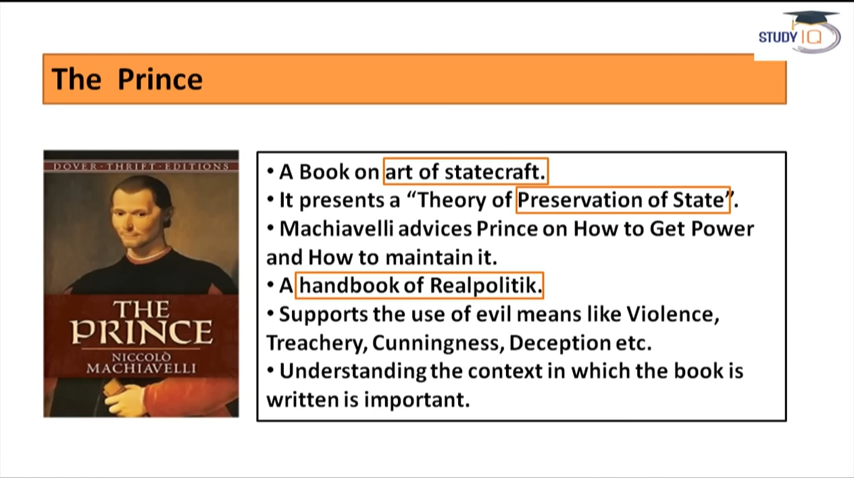 STUDY IQ
The Prince
DOVER · THRIFT · EDITIONS
THE
PRINCE
NICCOLÒ
MACHIAVELLI
• A Book on art of statecraft.
• It presents a “Theory of Preservation of State”.
• Machiavelli advices Prince on How to Get Power
and How to maintain it.
• A handbook of Realpolitik.
• Supports the use of evil means like Violence,
Treachery, Cunningness, Deception etc.
• Understanding the context in which the book is
written is important.